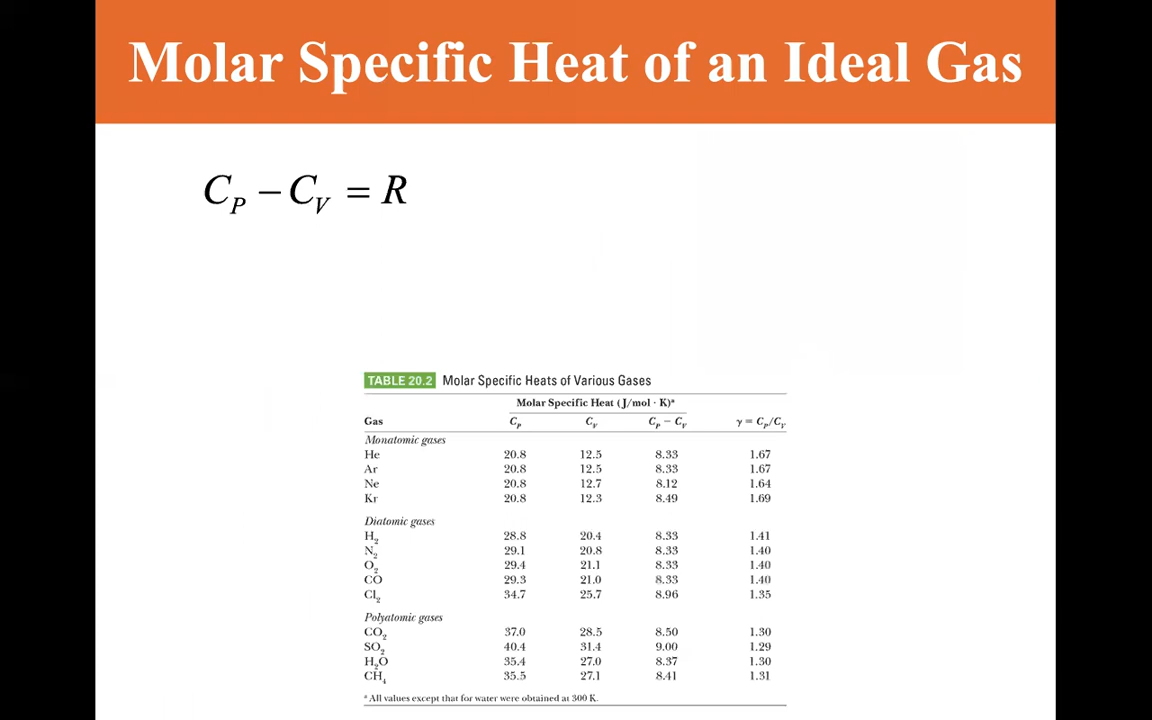 Molar Specific Heat of an Ideal Gas
C_P − C_V = R
TABLE 20.2 Molar Specific Heats of Various Gases
Molar Specific Heat (J/mol · K)*
Gas C_P C_V C_P − C_V γ = C_P/C_V
Monatomic gases
He 20.8 12.5 8.33 1.67
Ar 20.8 12.5 8.33 1.67
Ne 20.8 12.7 8.12 1.64
Kr 20.8 12.3 8.49 1.69
Diatomic gases
H₂ 28.8 20.4 8.33 1.41
N₂ 29.1 20.8 8.33 1.40
O₂ 29.4 21.1 8.33 1.40
CO 29.3 21.0 8.33 1.40
Cl₂ 34.7 25.7 8.96 1.35
Polyatomic gases
CO₂ 37.0 28.5 8.50 1.30
SO₂ 40.4 31.4 9.00 1.29
H₂O 35.4 27.0 8.37 1.30
CH₄ 35.5 27.1 8.41 1.31
* All values except that for water were obtained at 300 K.